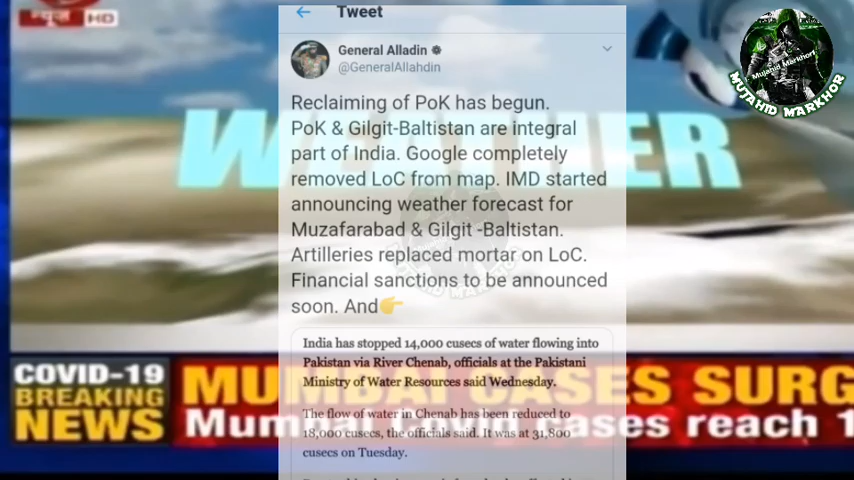 न्यूज़ HD
Tweet
General Alladin
@GeneralAllahdin
Reclaiming of PoK has begun.
PoK & Gilgit-Baltistan are integral
part of India. Google completely
removed LoC from map. IMD started
announcing weather forecast for
Muzafarabad & Gilgit -Baltistan.
Artilleries replaced mortar on LoC.
Financial sanctions to be announced
soon. And👉
India has stopped 14,000 cusecs of water flowing into
Pakistan via River Chenab, officials at the Pakistani
Ministry of Water Resources said Wednesday.
The flow of water in Chenab has been reduced to
18,000 cusecs, the officials said. It was at 31,800
cusecs on Tuesday.
WEATHER
Mujahid Markhor
MUJAHID MARKHOR
MUJAHID MARKHOR
COVID-19
BREAKING
NEWS
MUMBAI CASES SURG
Mumbai covid cases reach 1